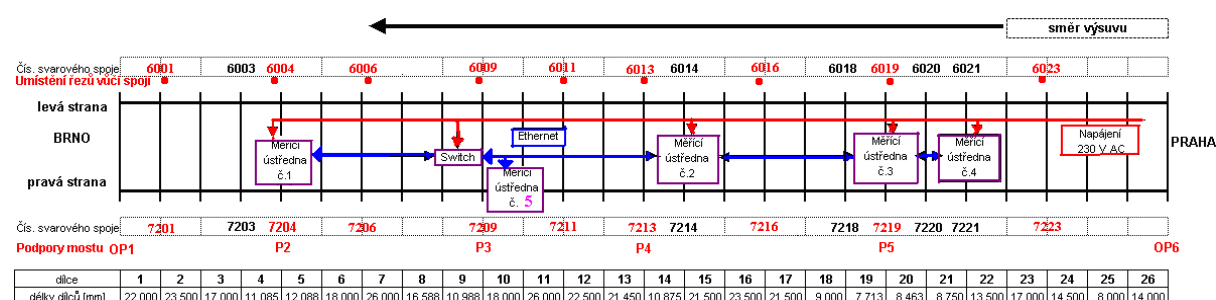 směr výsuvu
Čís. svarového spoje 6001 6003 6004 6006 6009 6011 6013 6014 6016 6018 6019 6020 6021 6023
Umístění řezů vůči spoji
levá strana
BRNO
PRAHA
pravá strana
Měřicí ústředna č.1
Switch
Ethernet
Měřicí ústředna č. 5
Měřicí ústředna č.2
Měřicí ústředna č.3
Měřicí ústředna č.4
Napájení 230 V AC
Čís. svarového spoje 7201 7203 7204 7206 7209 7211 7213 7214 7216 7218 7219 7220 7221 7223
Podpory mostu OP1 P2 P3 P4 P5 OP6
dílce 1 2 3 4 5 6 7 8 9 10 11 12 13 14 15 16 17 18 19 20 21 22 23 24 25 26
délky dílců [mm] 22 000 23 500 17 000 11 085 12 088 18 000 26 000 16 588 10 988 18 000 26 000 22 500 21 450 10 875 21 500 23 500 21 500 9 000 7 713 8 463 8 750 13 500 17 000 14 500 8 000 14 000